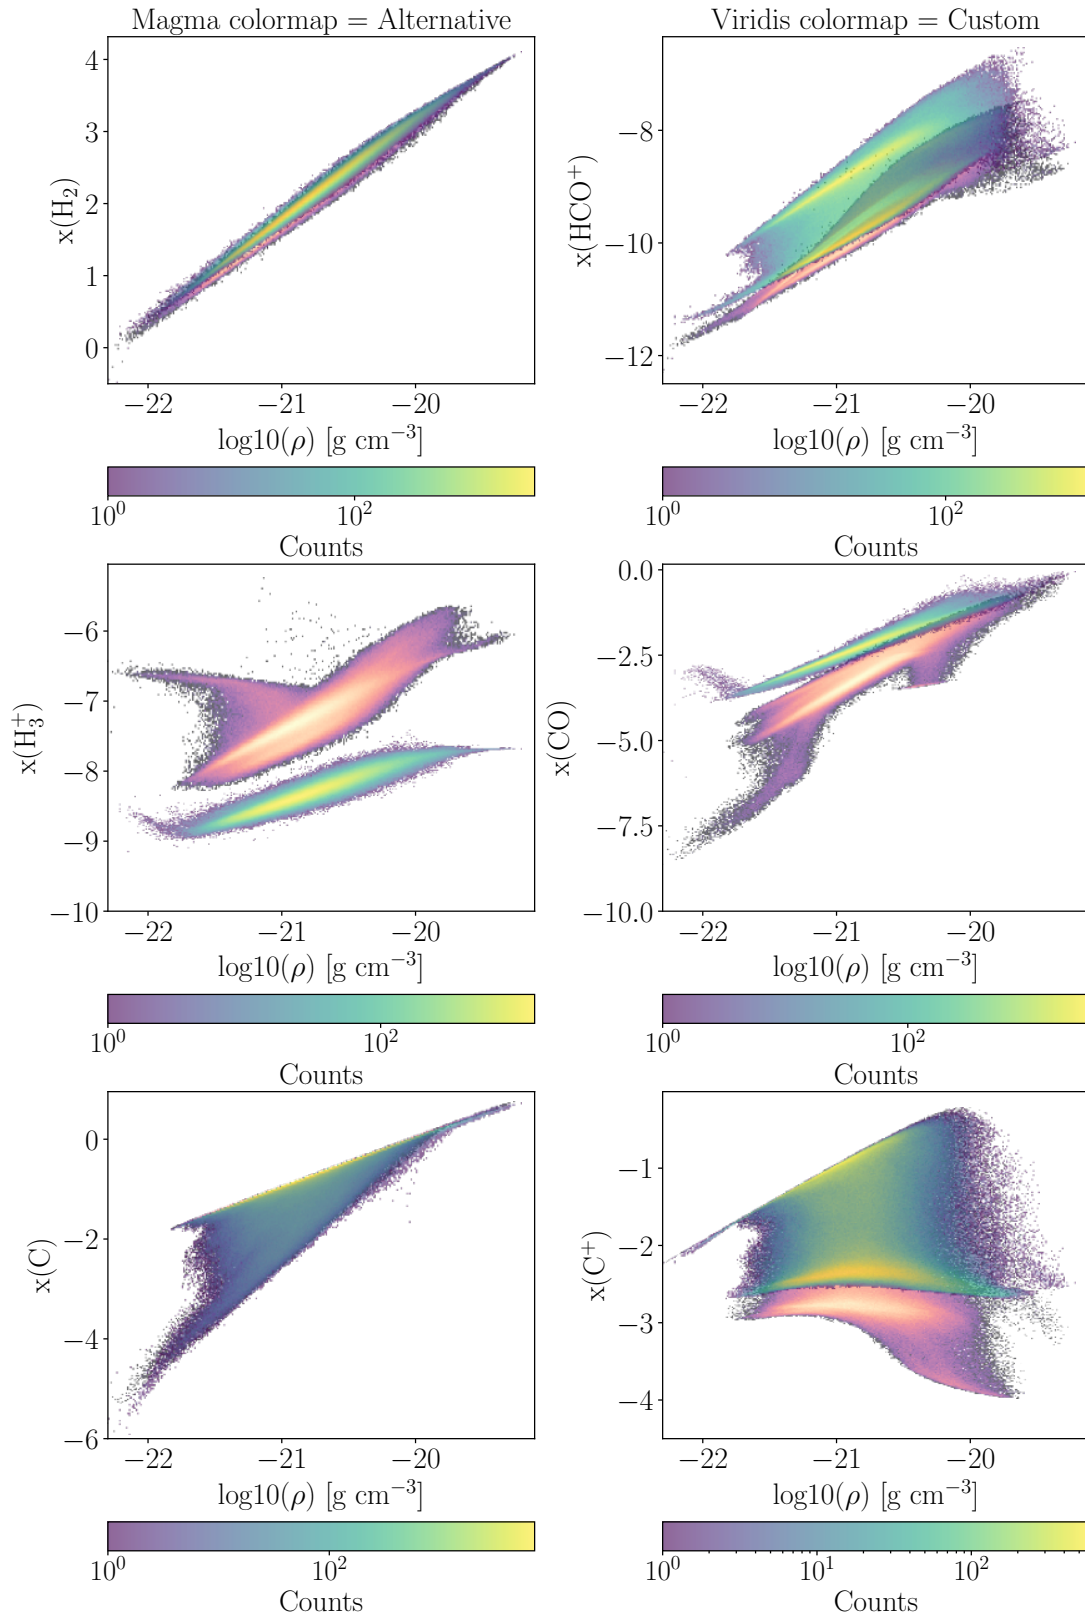 Magma colormap = Alternative
Viridis colormap = Custom
4
3
2
1
0
x(H₂)
−22
−21
−20
log10(ρ) [g cm⁻³]
10⁰
10²
Counts
−8
−10
−12
x(HCO⁺)
−22
−21
−20
log10(ρ) [g cm⁻³]
10⁰
10²
Counts
−6
−7
−8
−9
−10
x(H₃⁺)
−22
−21
−20
log10(ρ) [g cm⁻³]
10⁰
10²
Counts
0.0
−2.5
−5.0
−7.5
−10.0
x(CO)
−22
−21
−20
log10(ρ) [g cm⁻³]
10⁰
10²
Counts
0
−2
−4
−6
x(C)
−22
−21
−20
log10(ρ) [g cm⁻³]
10⁰
10²
Counts
−1
−2
−3
−4
x(C⁺)
−22
−21
−20
log10(ρ) [g cm⁻³]
10⁰
10¹
10²
Counts